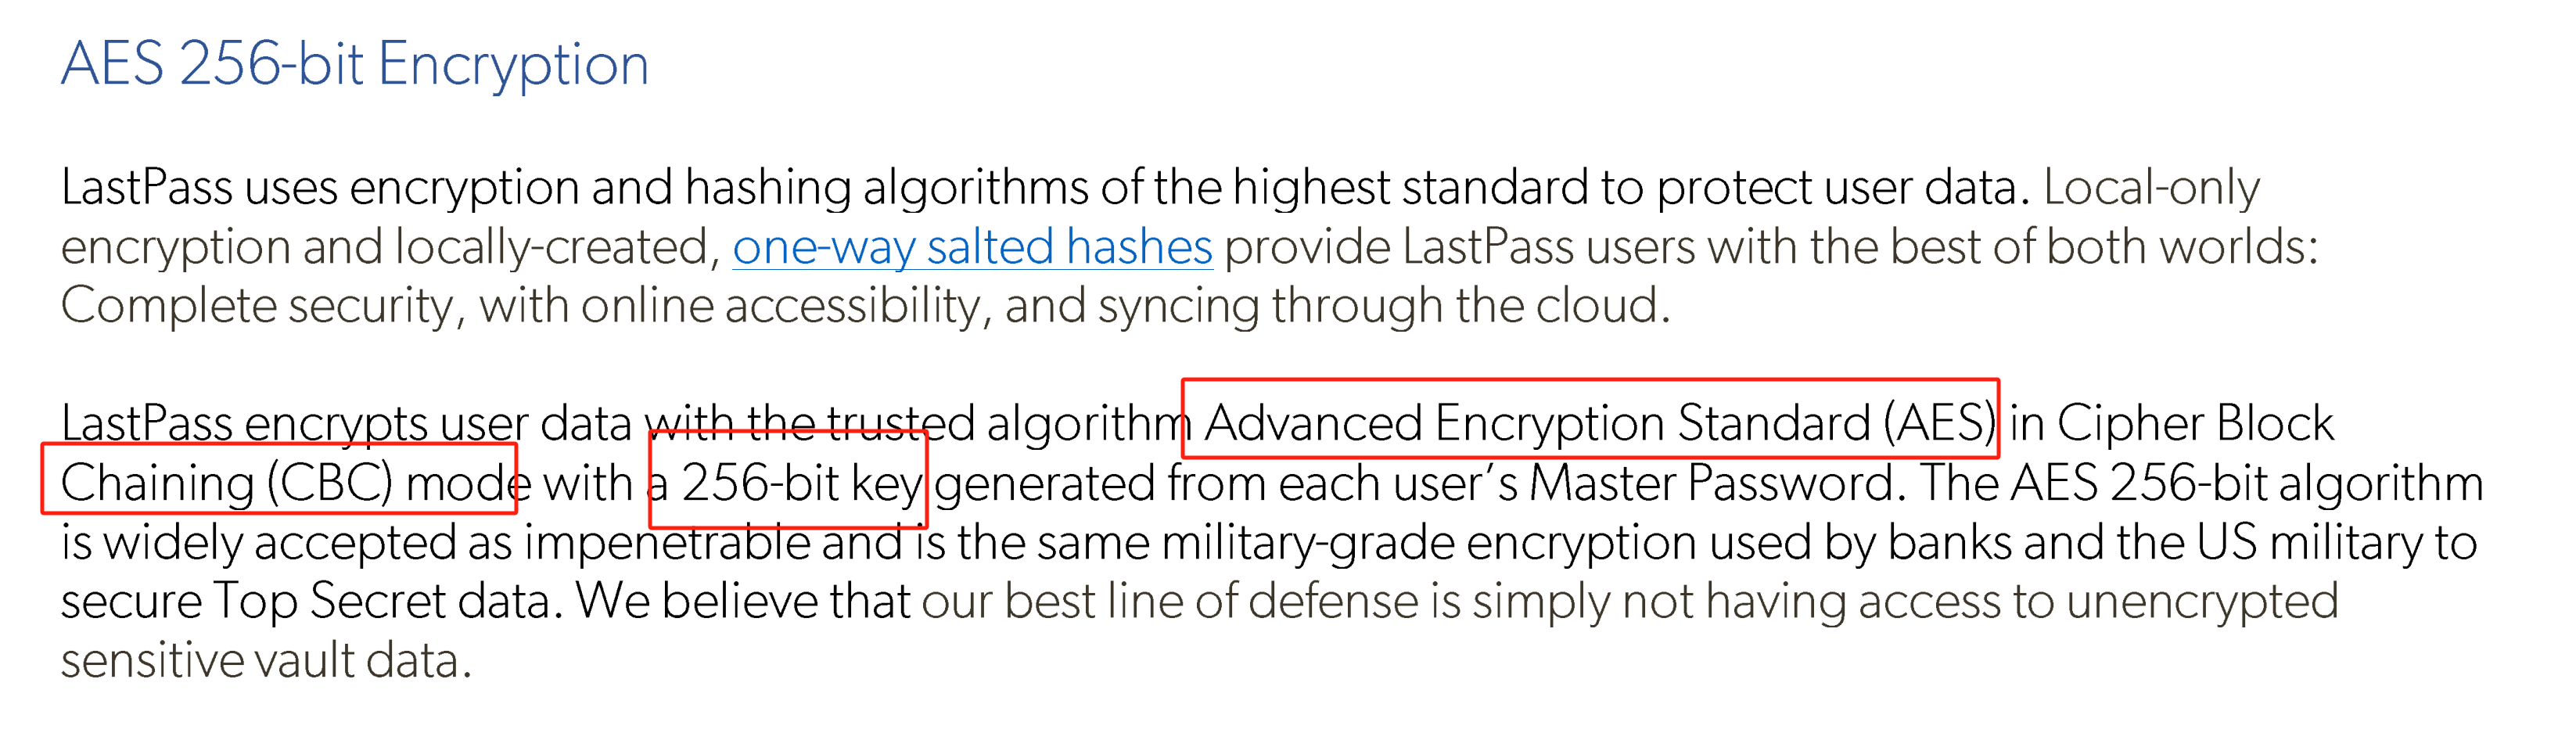 AES 256-bit Encryption
LastPass uses encryption and hashing algorithms of the highest standard to protect user data. Local-only
encryption and locally-created, one-way salted hashes provide LastPass users with the best of both worlds:
Complete security, with online accessibility, and syncing through the cloud.
LastPass encrypts user data with the trusted algorithm Advanced Encryption Standard (AES) in Cipher Block
Chaining (CBC) mode with a 256-bit key generated from each user’s Master Password. The AES 256-bit algorithm
is widely accepted as impenetrable and is the same military-grade encryption used by banks and the US military to
secure Top Secret data. We believe that our best line of defense is simply not having access to unencrypted
sensitive vault data.